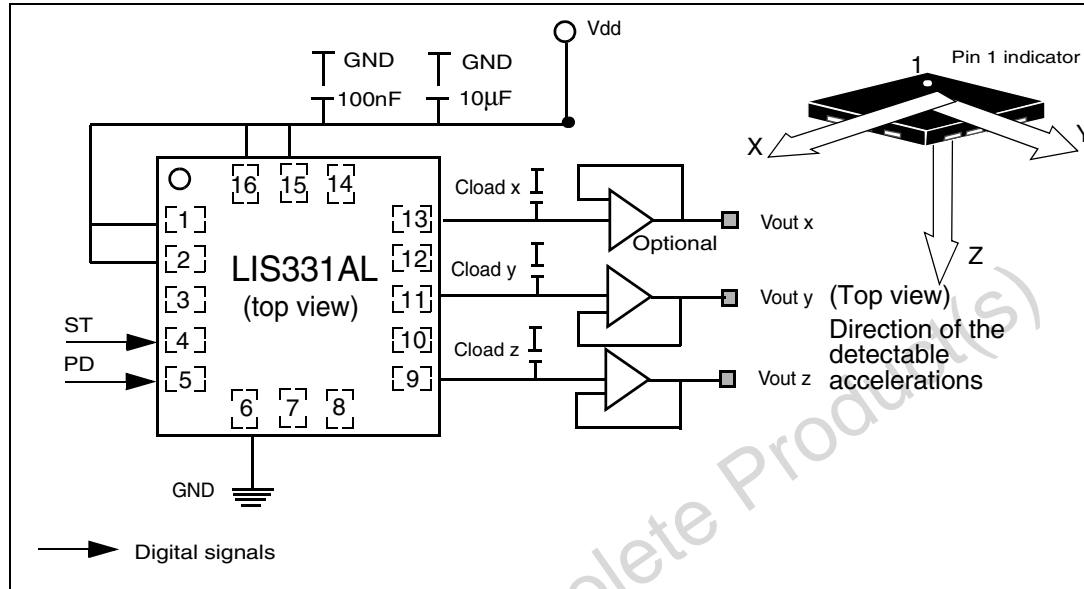 Vdd
GND
GND
100nF
10µF
1
Pin 1 indicator
X
Y
Z
16
15
14
1
2
3
4
5
6
7
8
13
12
11
10
9
LIS331AL
(top view)
ST
PD
GND
Cload x
Cload y
Cload z
Optional
Vout x
Vout y
Vout z
(Top view)
Direction of the
detectable
accelerations
Digital signals
olete Product(s)